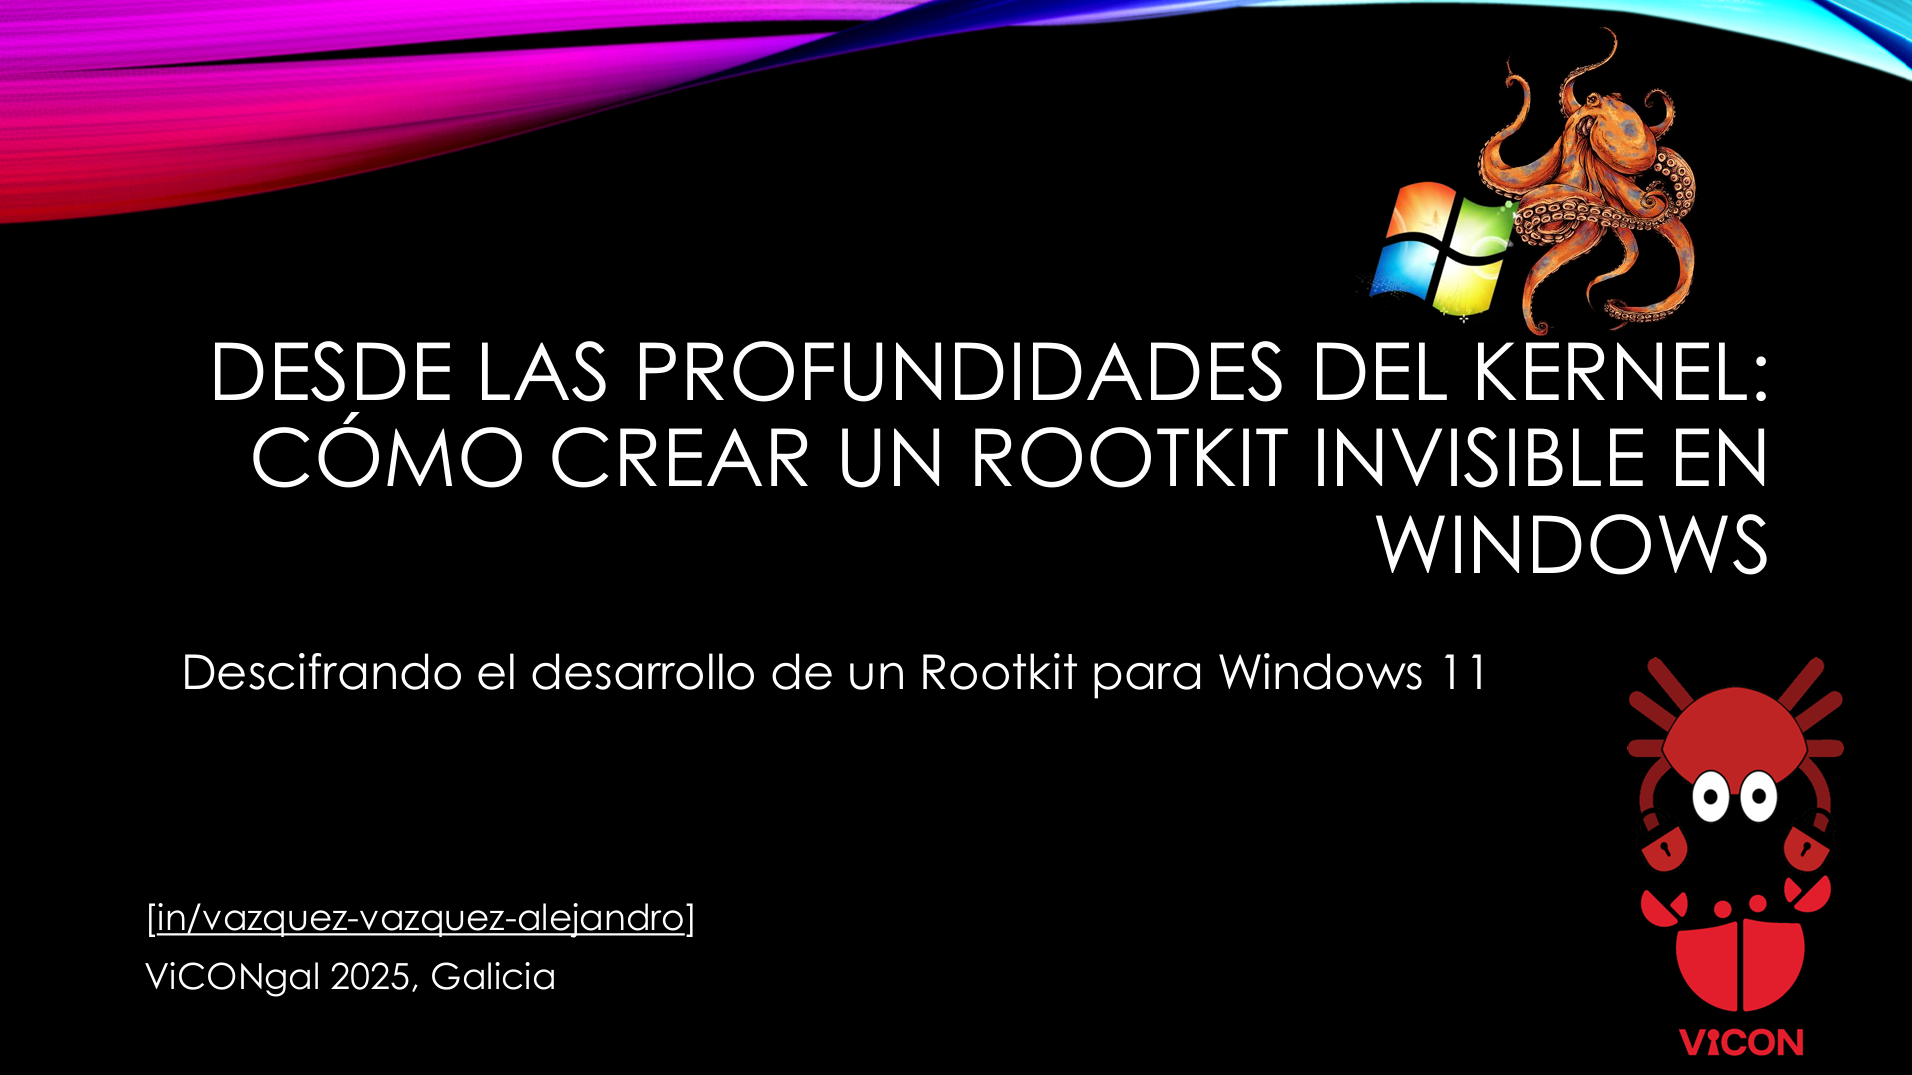 DESDE LAS PROFUNDIDADES DEL KERNEL:
CÓMO CREAR UN ROOTKIT INVISIBLE EN
WINDOWS
Descifrando el desarrollo de un Rootkit para Windows 11
[in/vazquez-vazquez-alejandro]
ViCONgal 2025, Galicia
ViCON